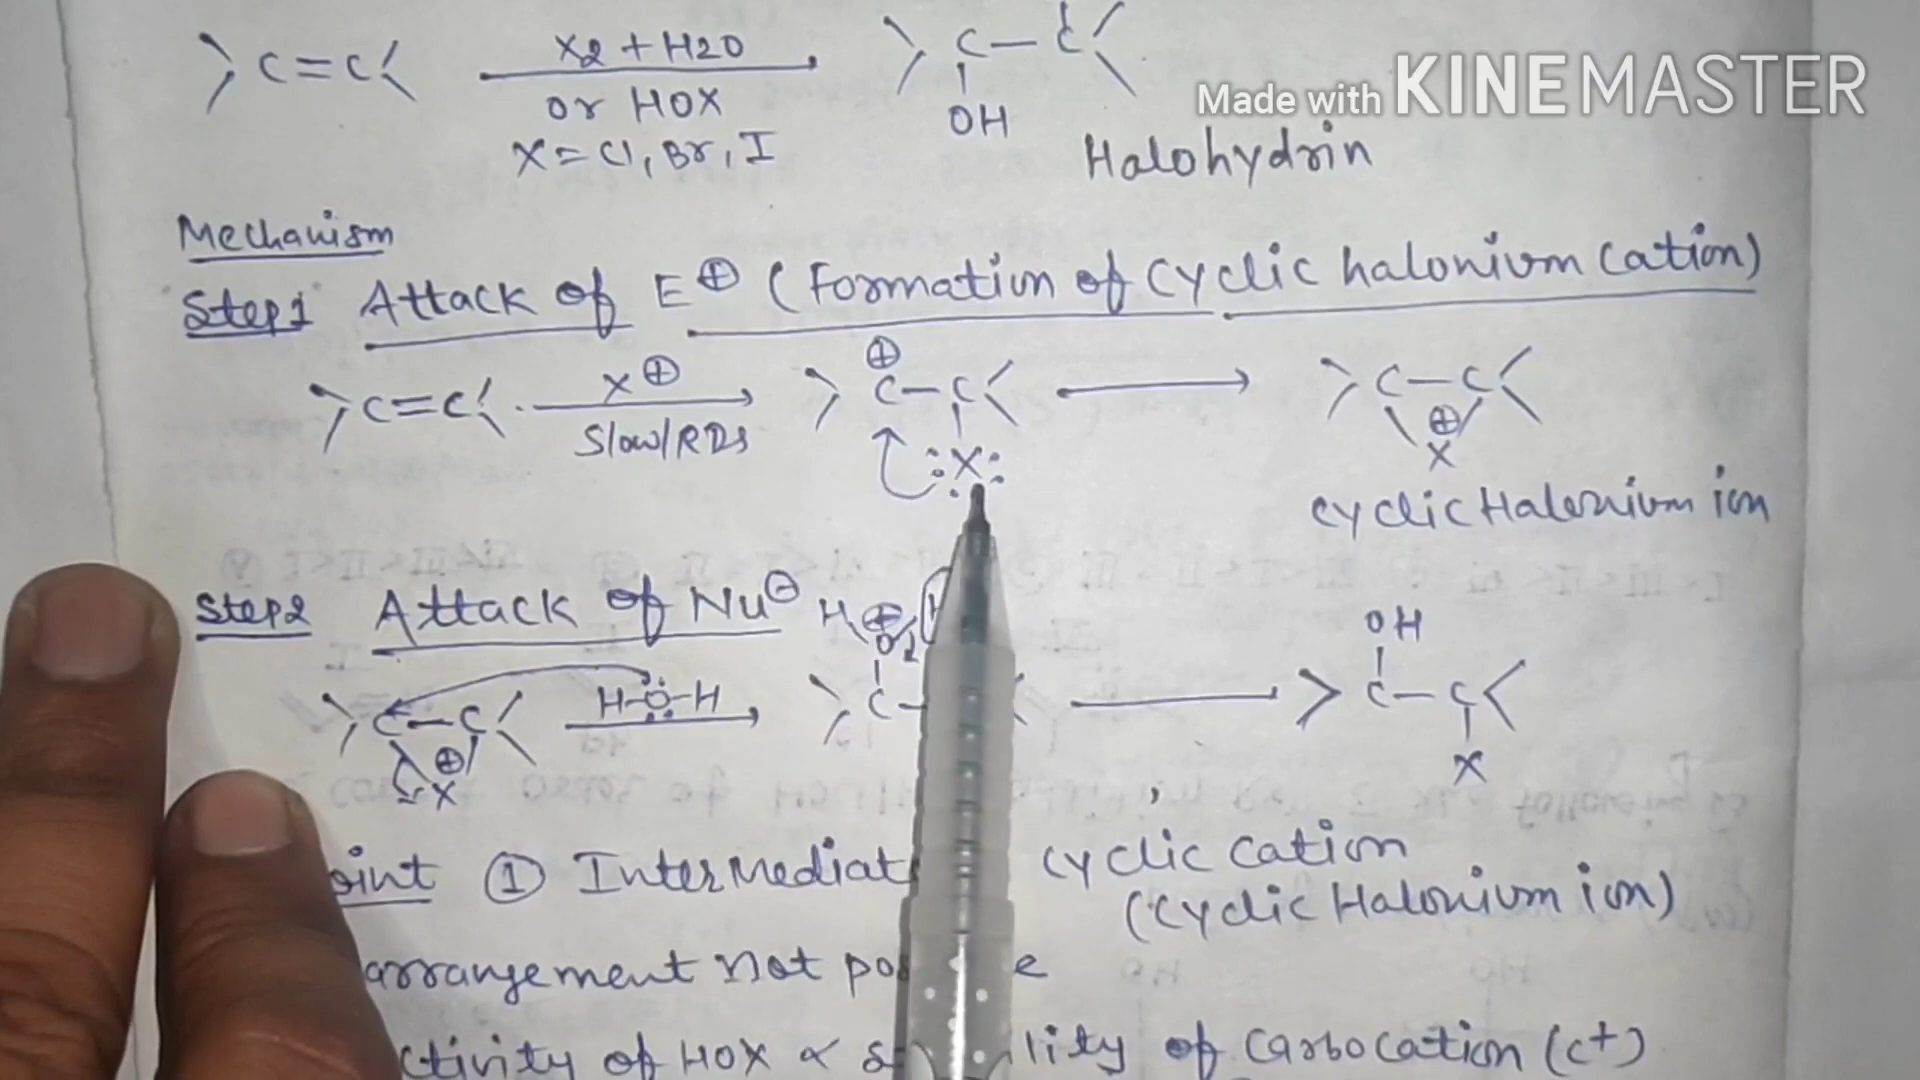 >C=C< X2 + H2O >C—C<
or HOX OH
X = Cl, Br, I Halohydrin
Made with KINEMASTER
Mechanism
Step1 Attack of E⊕ (Formation of cyclic halonium cation)
>C=C< X⊕ >C⊕—C< >C—C<
Slow/RDS :X: ⊕ X
cyclic Halonium ion
Step2 Attack of Nu⊖ H ⊕ OH
>C—C< H-O-H >C— >C—C<
⊕ X X
oint ① Intermediat cyclic cation
(cyclic Halonium ion)
arrangement not pos e
ctivity of HOX ∝ s lity of carbocation (c+)